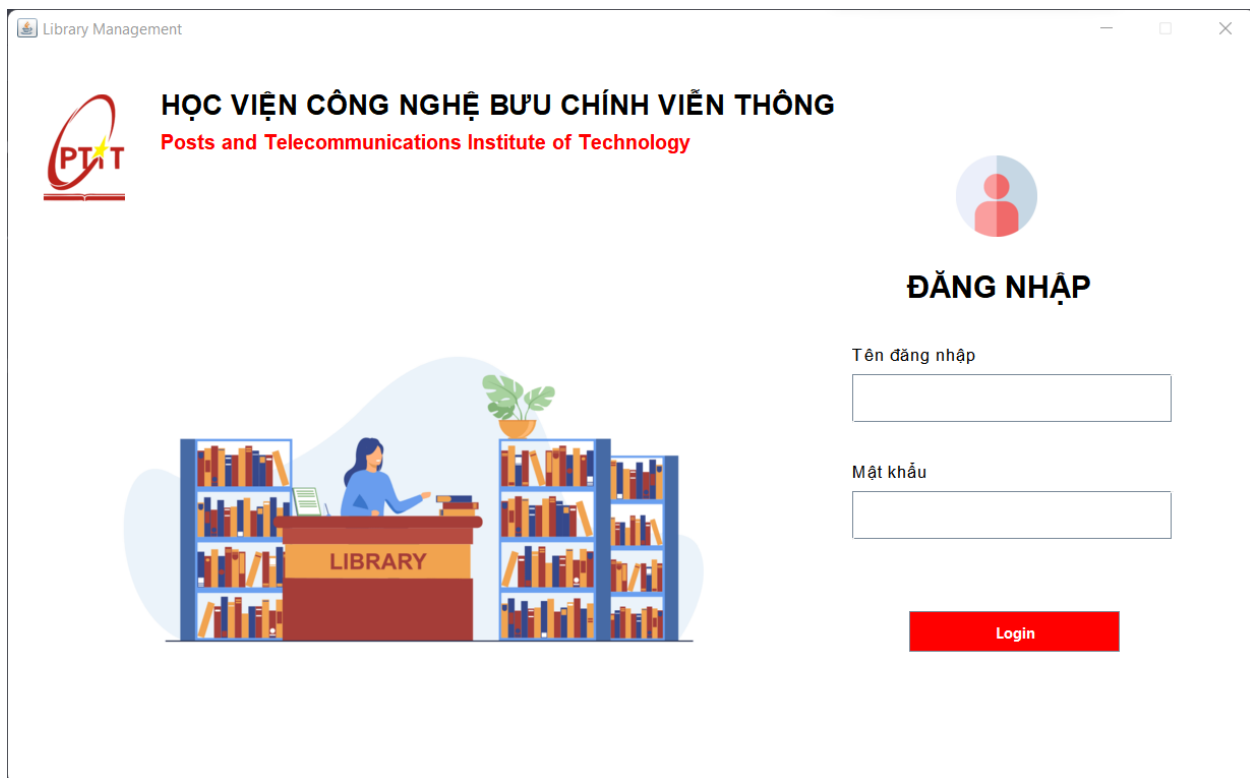 Library Management
HỌC VIỆN CÔNG NGHỆ BƯU CHÍNH VIỄN THÔNG
Posts and Telecommunications Institute of Technology
PTIT
ĐĂNG NHẬP
Tên đăng nhập
Mật khẩu
LIBRARY
Login